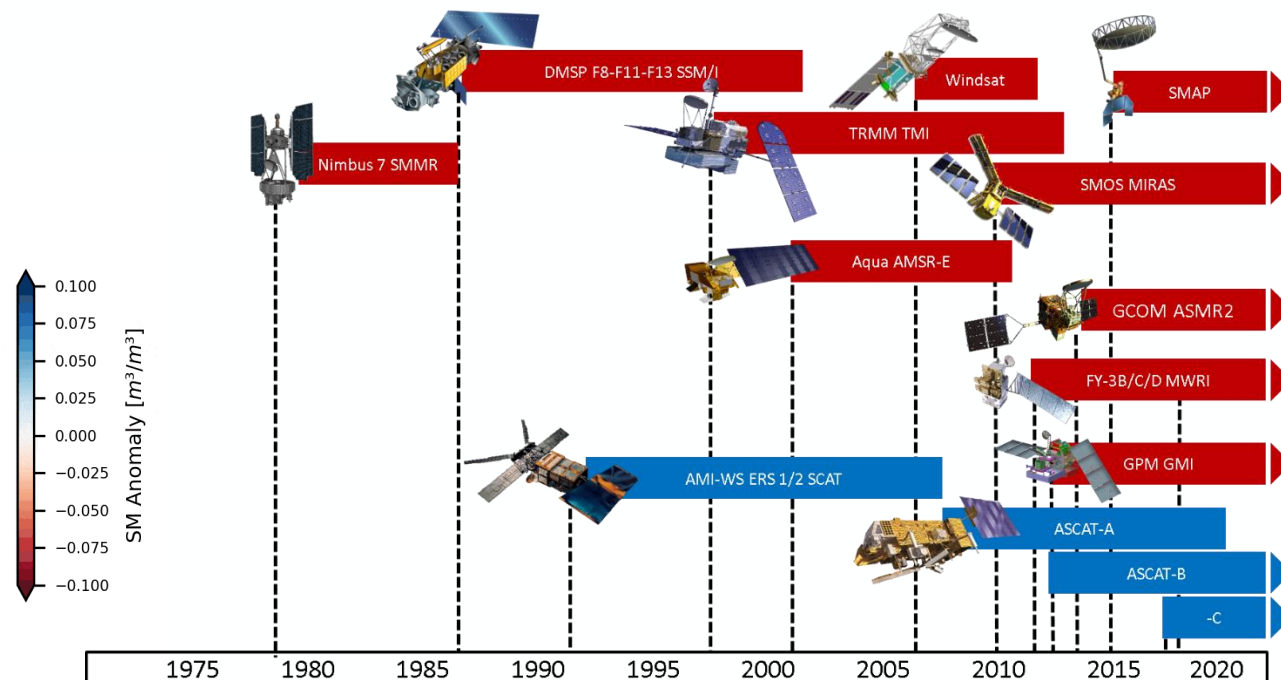 DMSP F8-F11-F13 SSM/I
Windsat
SMAP
TRMM TMI
Nimbus 7 SMMR
SMOS MIRAS
Aqua AMSR-E
GCOM ASMR2
FY-3B/C/D MWRI
GPM GMI
AMI-WS ERS 1/2 SCAT
ASCAT-A
ASCAT-B
-C
SM Anomaly [m³/m³]
0.100
0.075
0.050
0.025
0.000
−0.025
−0.050
−0.075
−0.100
1975 1980 1985 1990 1995 2000 2005 2010 2015 2020